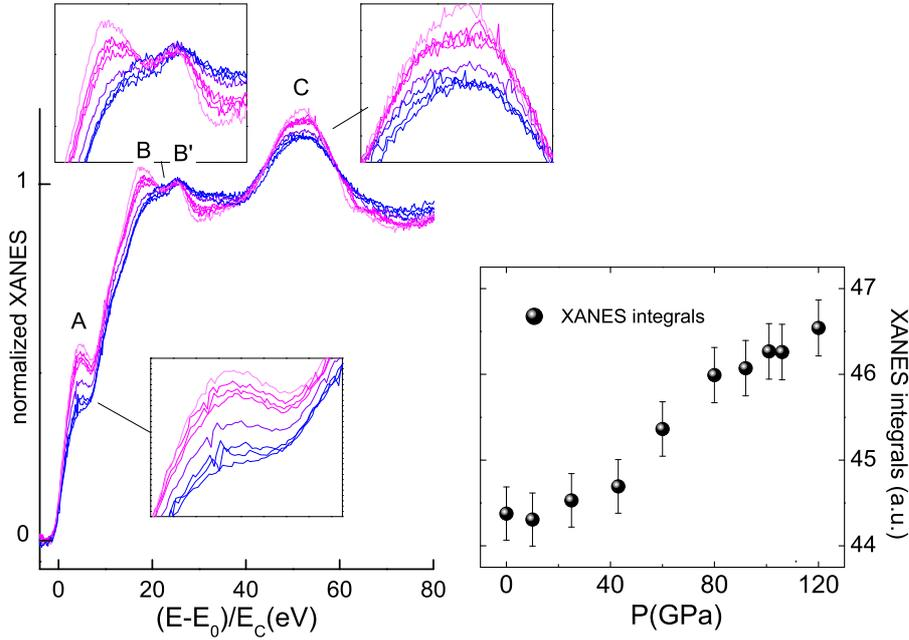 C
B
B'
1
A
0
normalized XANES
0
20
40
60
80
(E-E0)/EC(eV)
XANES integrals
47
46
45
44
XANES integrals (a.u.)
0
40
80
120
P(GPa)